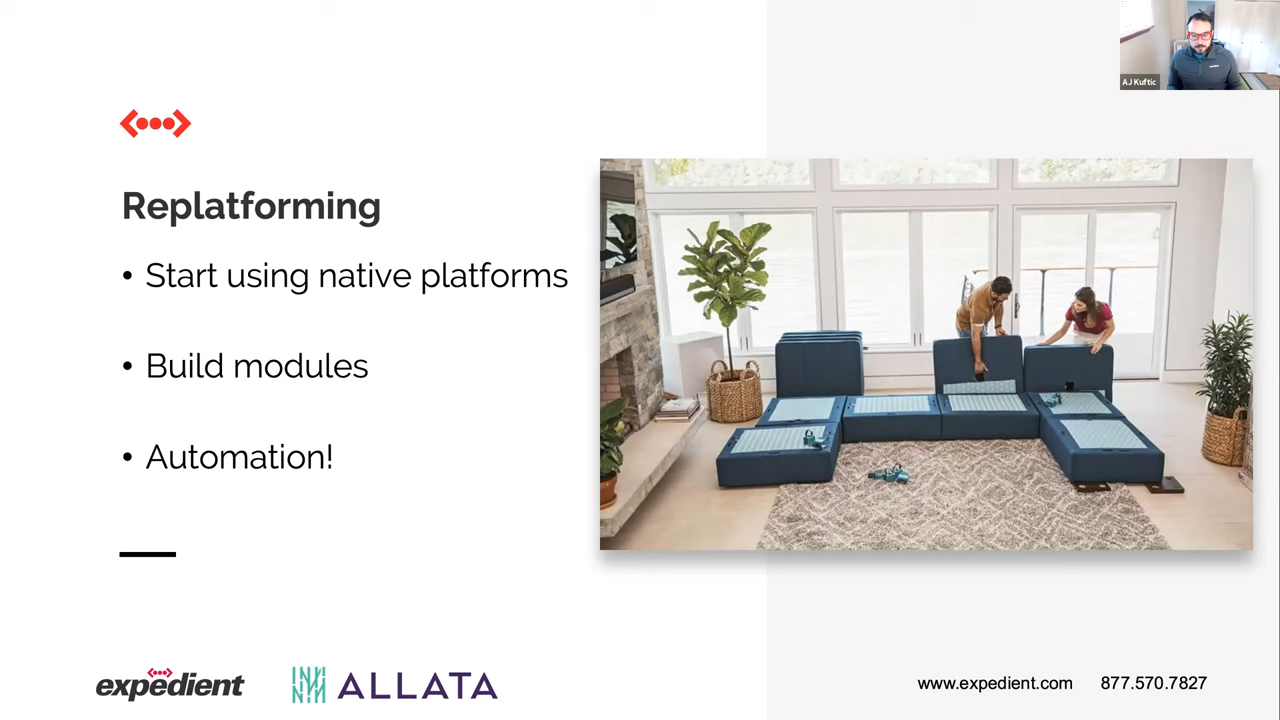 AJ Kuftic
Replatforming
• Start using native platforms
• Build modules
• Automation!
expedient
ALLATA
www.expedient.com 877.570.7827